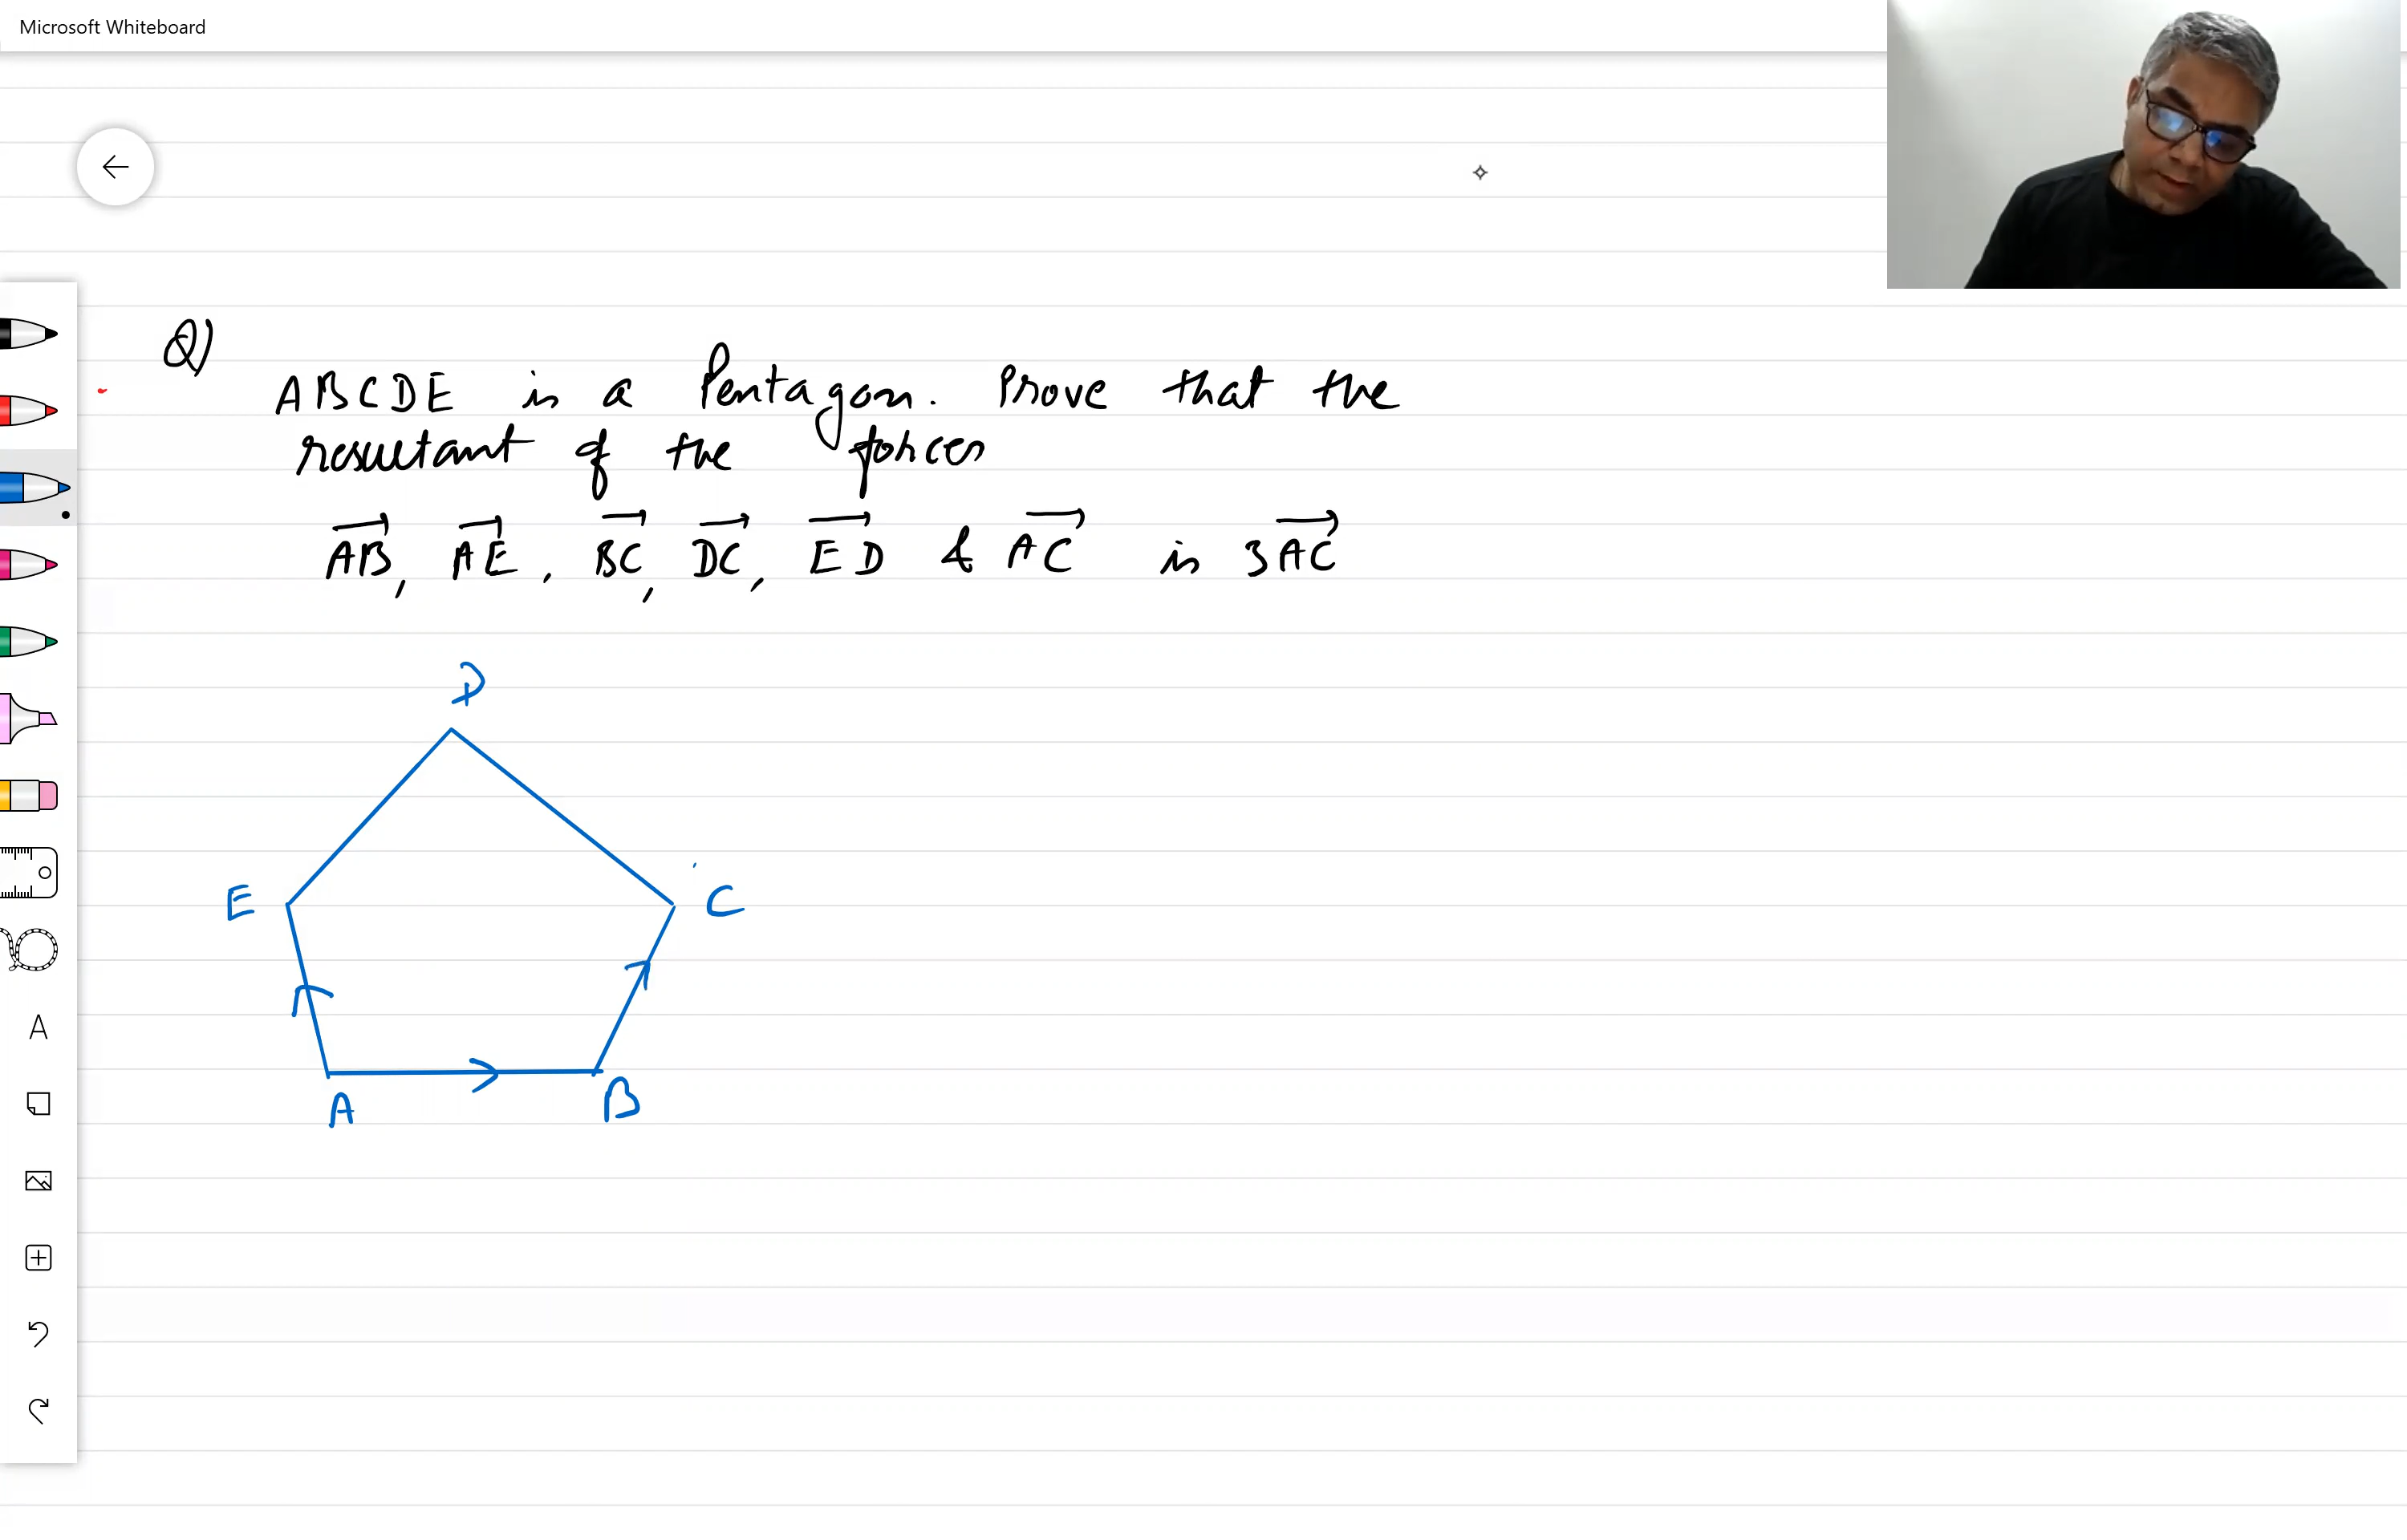 Microsoft Whiteboard
Q)
ABCDE is a Pentagon. Prove that the
resultant of the forces
AB, AE, BC, DC, ED & AC is 3AC
D
E
C
A
B
A